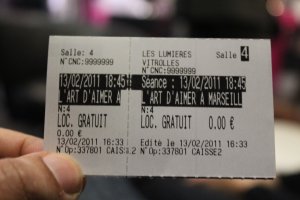 Salle: 4
N°CNC:9999999
13/02/2011 18:45
L'ART D'AIMER A
N:4
LOC. GRATUIT
0.00 €
13/02/2011 16:33
N°Op:337801 CAISS
LES LUMIERES Salle 4
VITROLLES
N°CNC:9999999
Séance : 13/02/2011 18:45
L'ART D'AIMER A MARSEILL
N:4
LOC. GRATUIT 0.00 €
Edité le 13/02/2011 16:33
N°Op:337801 CAISSE2